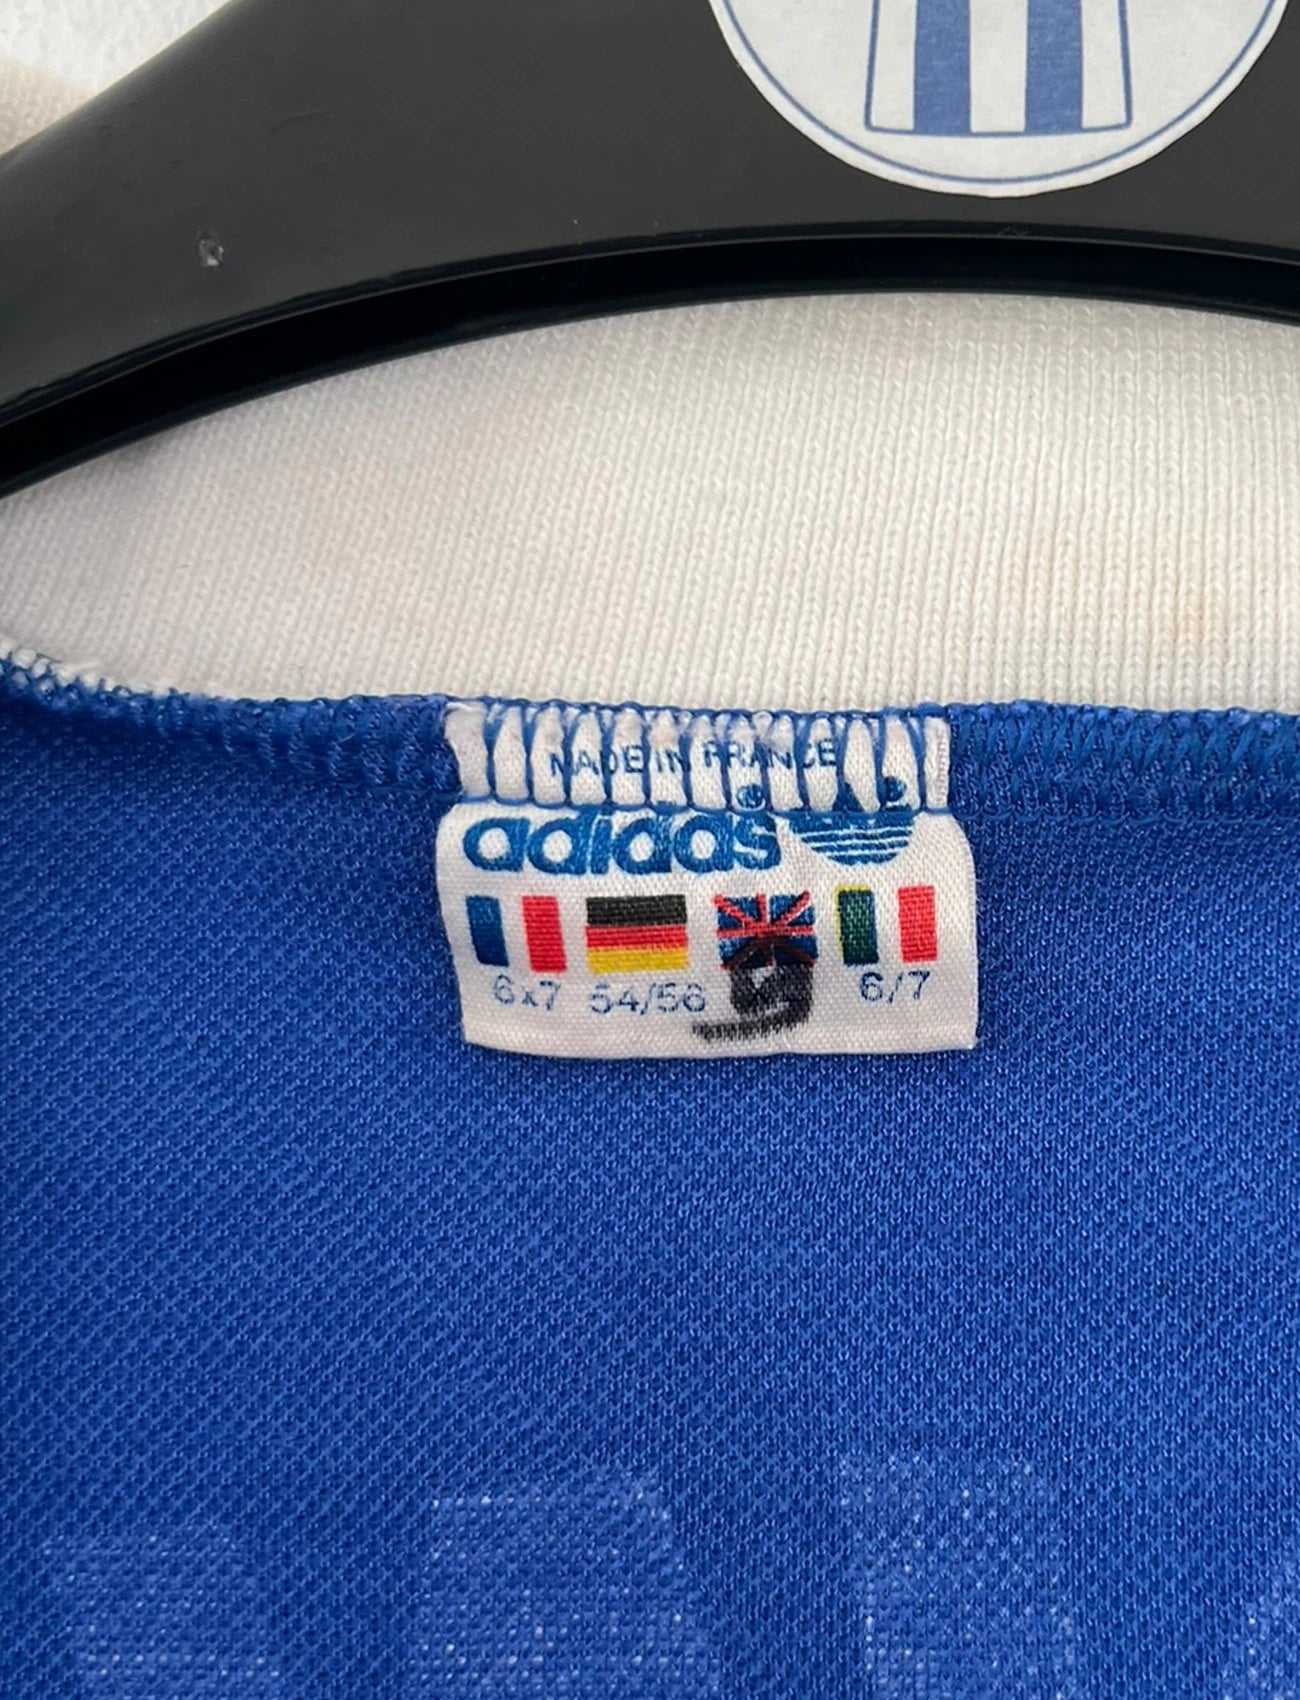 MADE IN FRANCE
adidas
6x7 54/56 6/7